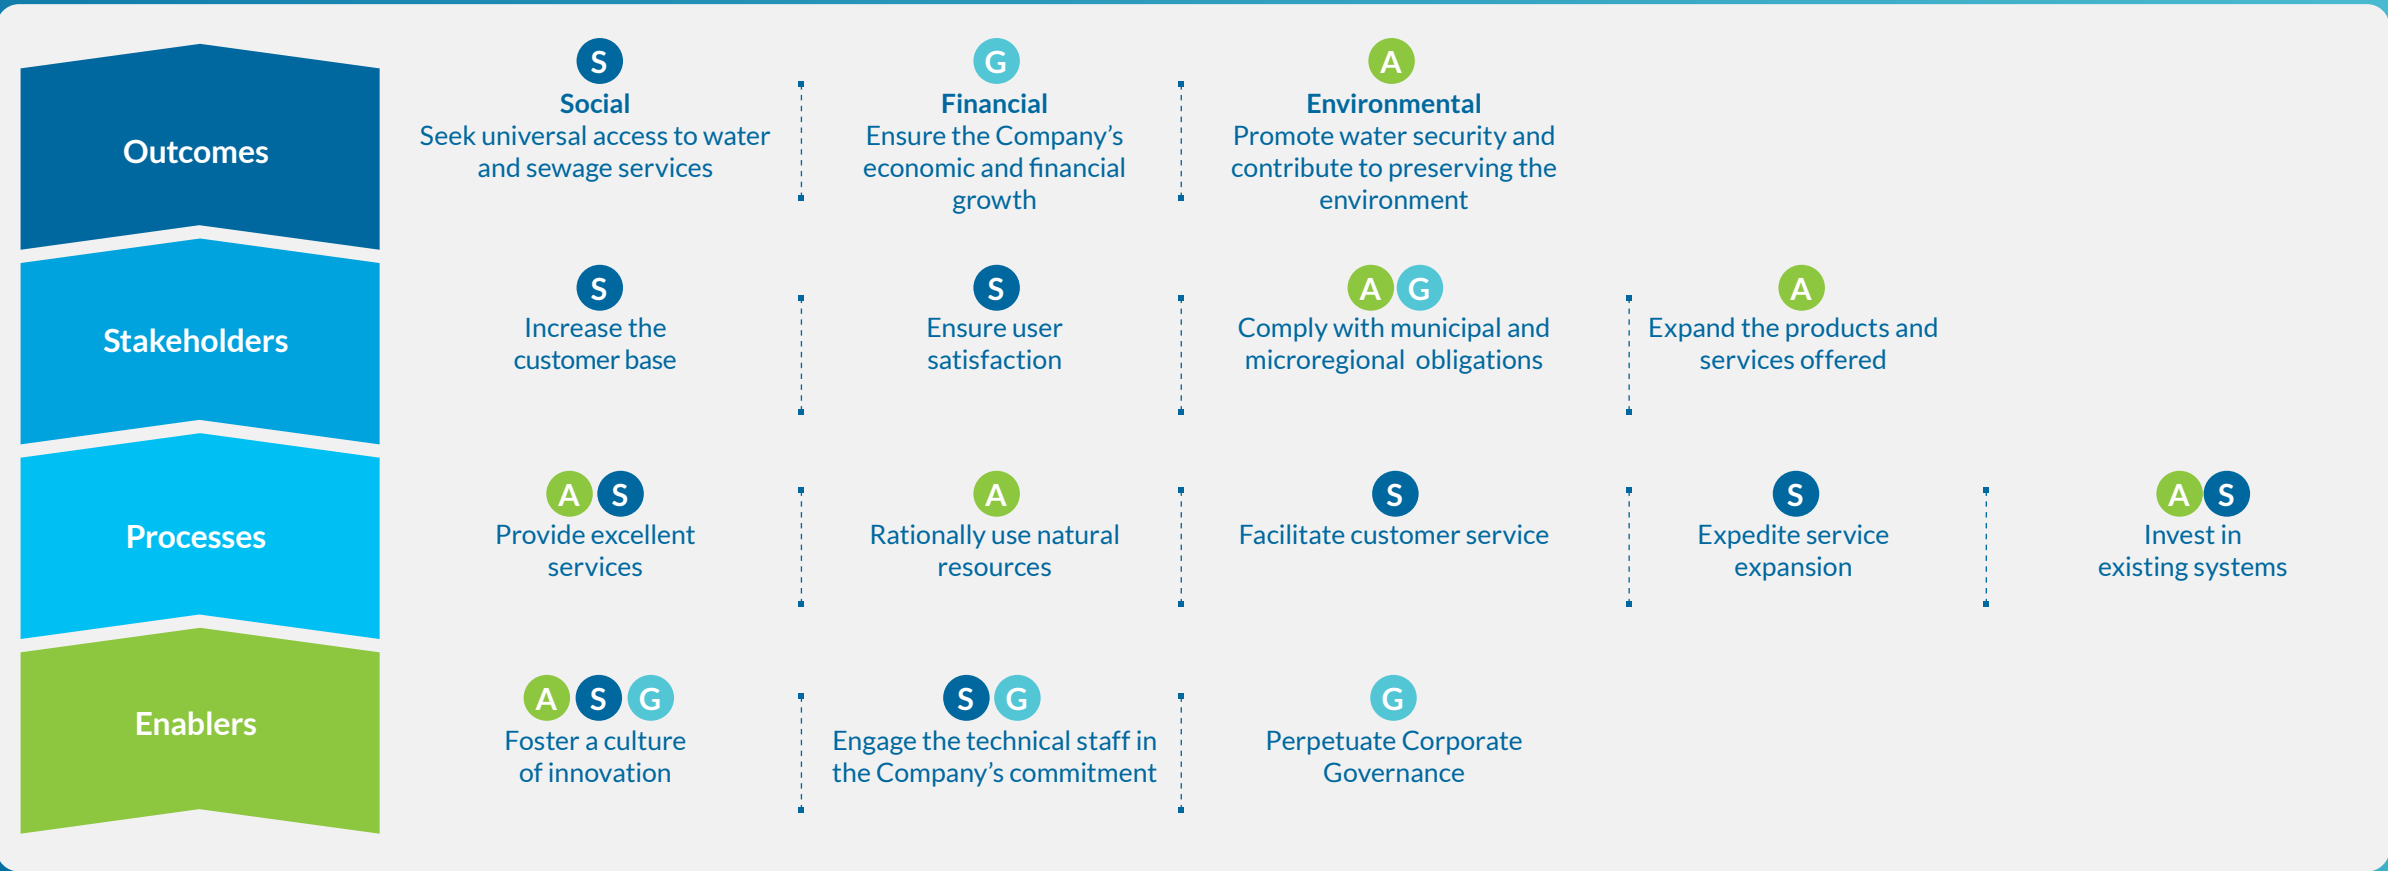 Outcomes
S
Social
Seek universal access to water
and sewage services
G
Financial
Ensure the Company’s
economic and financial
growth
A
Environmental
Promote water security and
contribute to preserving the
environment
Stakeholders
S
Increase the
customer base
S
Ensure user
satisfaction
A G
Comply with municipal and
microregional obligations
A
Expand the products and
services offered
Processes
A S
Provide excellent
services
A
Rationally use natural
resources
S
Facilitate customer service
S
Expedite service
expansion
A S
Invest in
existing systems
Enablers
A S G
Foster a culture
of innovation
S G
Engage the technical staff in
the Company’s commitment
G
Perpetuate Corporate
Governance